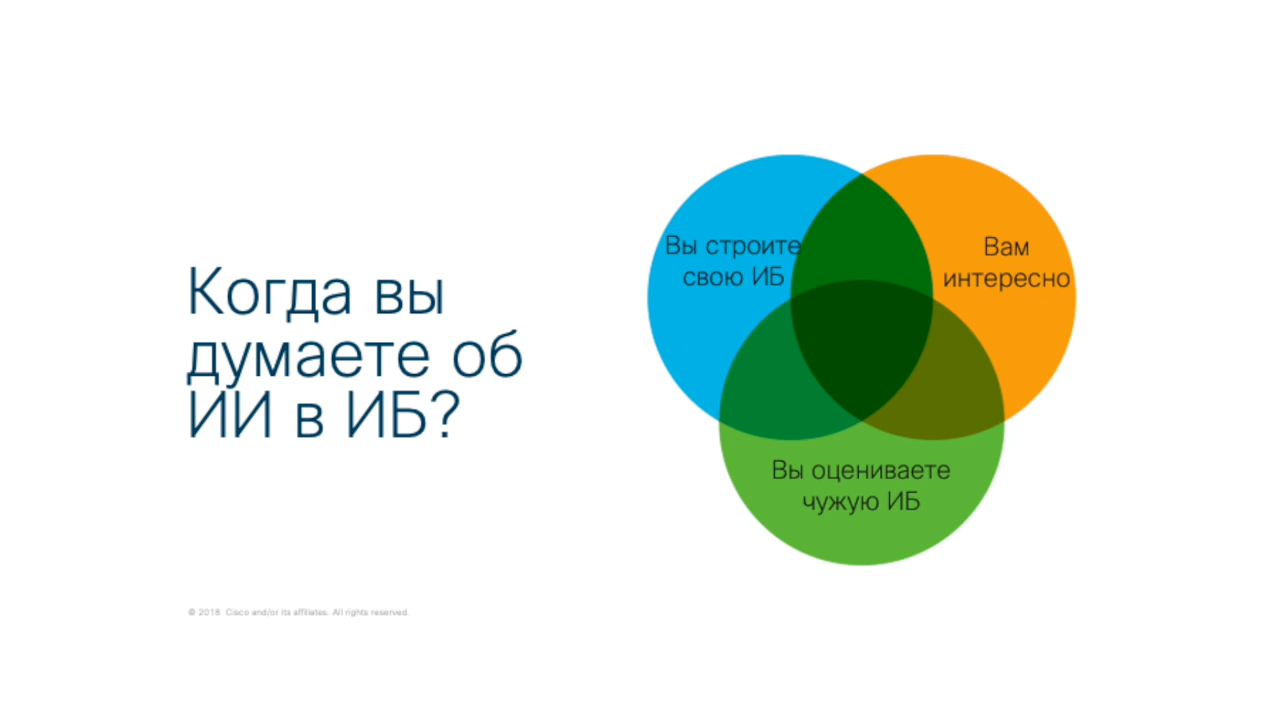 Когда вы
думаете об
ИИ в ИБ?
Вы строите
свою ИБ
Вам
интересно
Вы оцениваете
чужую ИБ
© 2018 Cisco and/or its affiliates. All rights reserved.